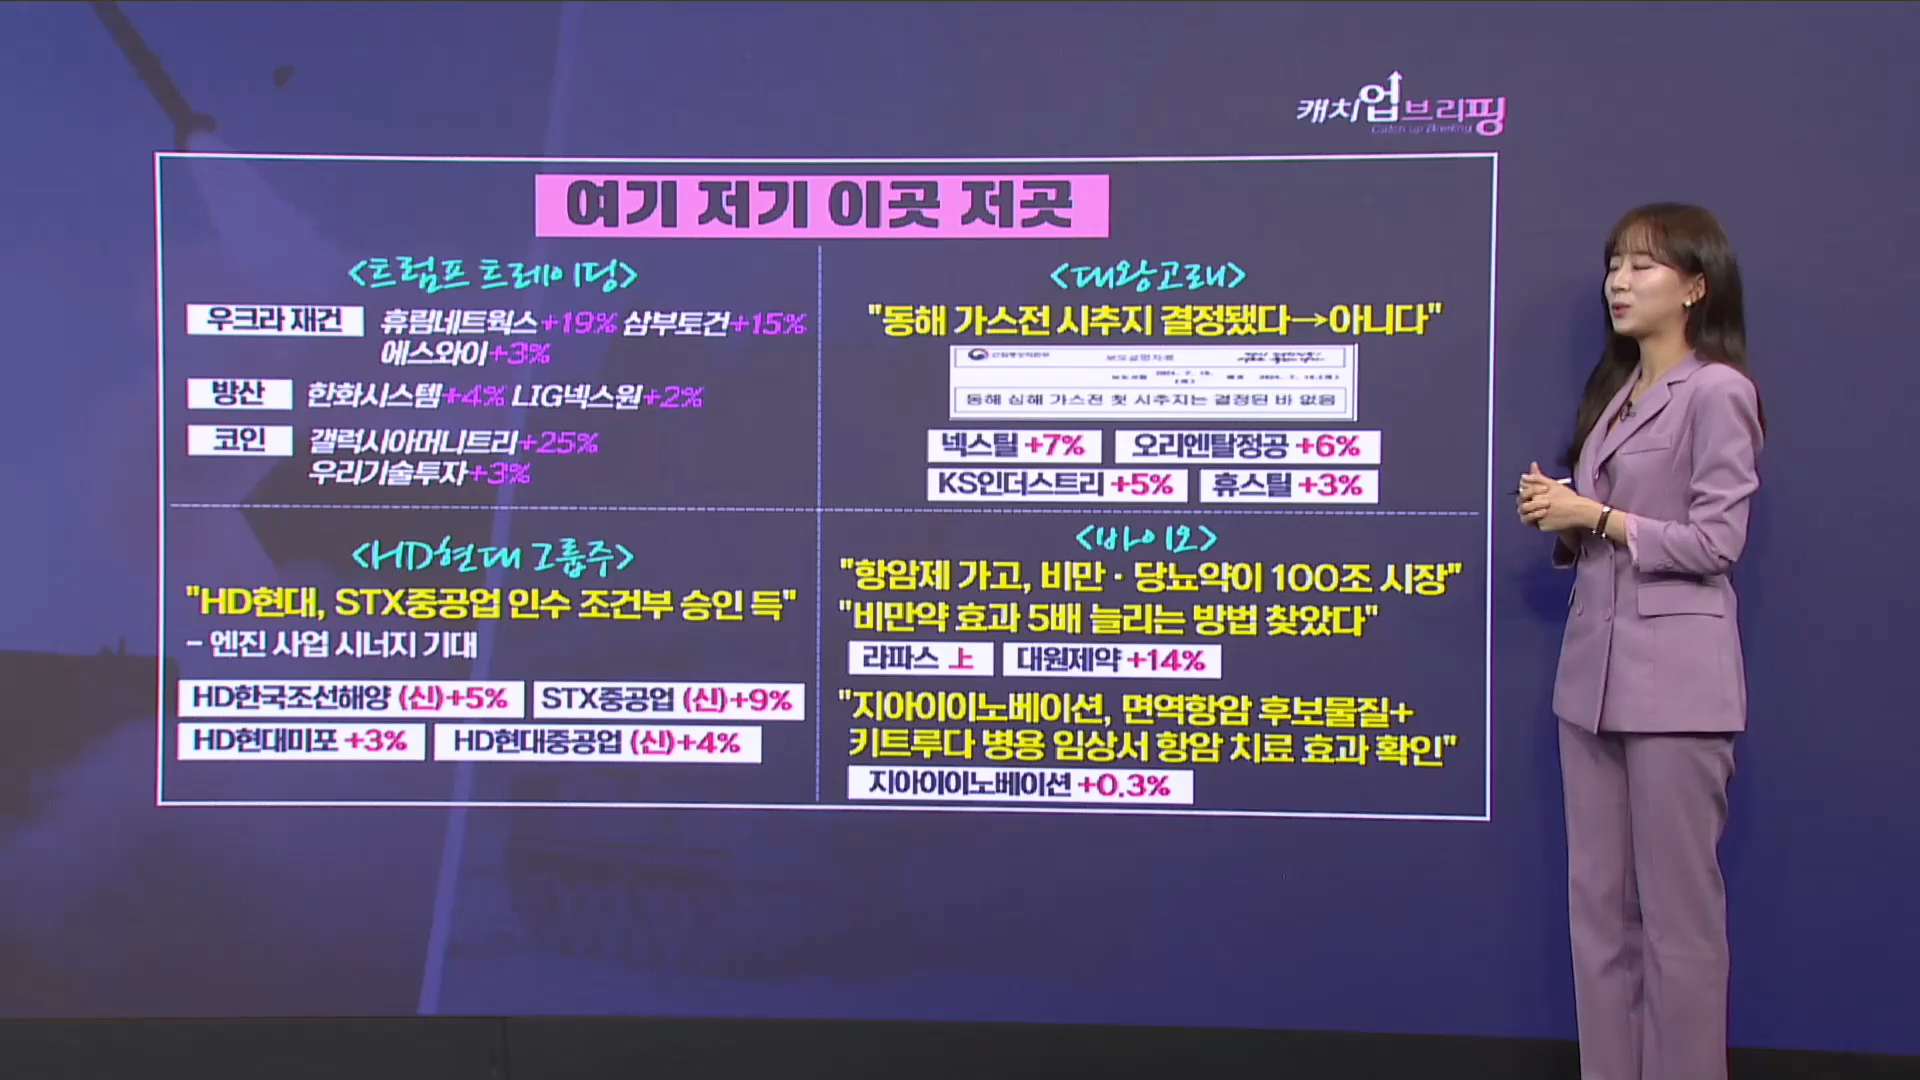 캐치업브리핑
Catch up Briefing
여기 저기 이곳 저곳
<트럼프 트레이딩>
우크라 재건 휴림네트웍스+19% 삼부토건+15%
에스와이+3%
방산 한화시스템+4% LIG넥스원+2%
코인 갤럭시아머니트리+25%
우리기술투자+3%
<대왕고래>
"동해 가스전 시추지 결정됐다→아니다"
산업통상자원부 보도설명자료
동해 심해 가스전 첫 시추지는 결정된 바 없음
넥스틸 +7% 오리엔탈정공 +6%
KS인더스트리 +5% 휴스틸 +3%
<HD현대 그룹주>
"HD현대, STX중공업 인수 조건부 승인 득"
- 엔진 사업 시너지 기대
HD한국조선해양 (신)+5% STX중공업 (신)+9%
HD현대미포 +3% HD현대중공업 (신)+4%
<바이오>
"항암제 가고, 비만·당뇨약이 100조 시장"
"비만약 효과 5배 늘리는 방법 찾았다"
라파스 上 대원제약 +14%
"지아이이노베이션, 면역항암 후보물질+
키트루다 병용 임상서 항암 치료 효과 확인"
지아이이노베이션 +0.3%